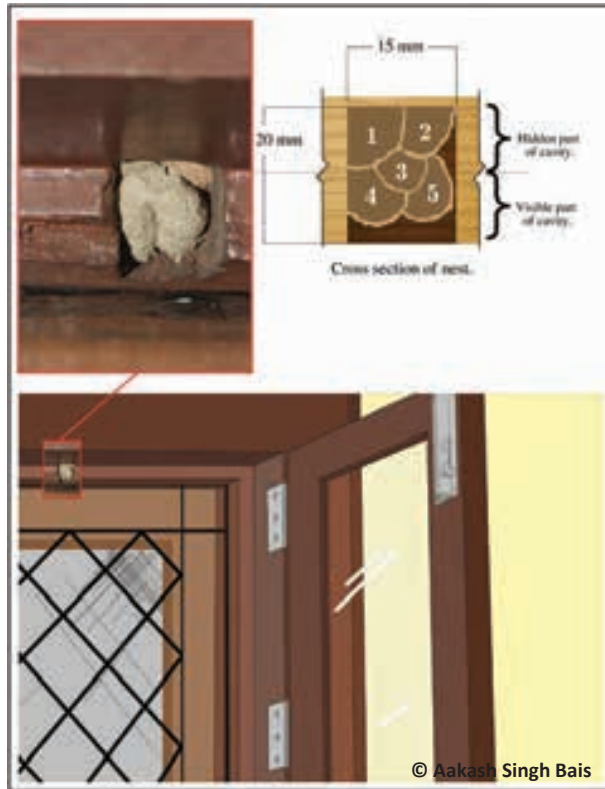 15 mm
20 mm
1
2
3
4
5
Hidden part
of cavity.
Visible part
of cavity.
Cross section of nest.
© Aakash Singh Bais